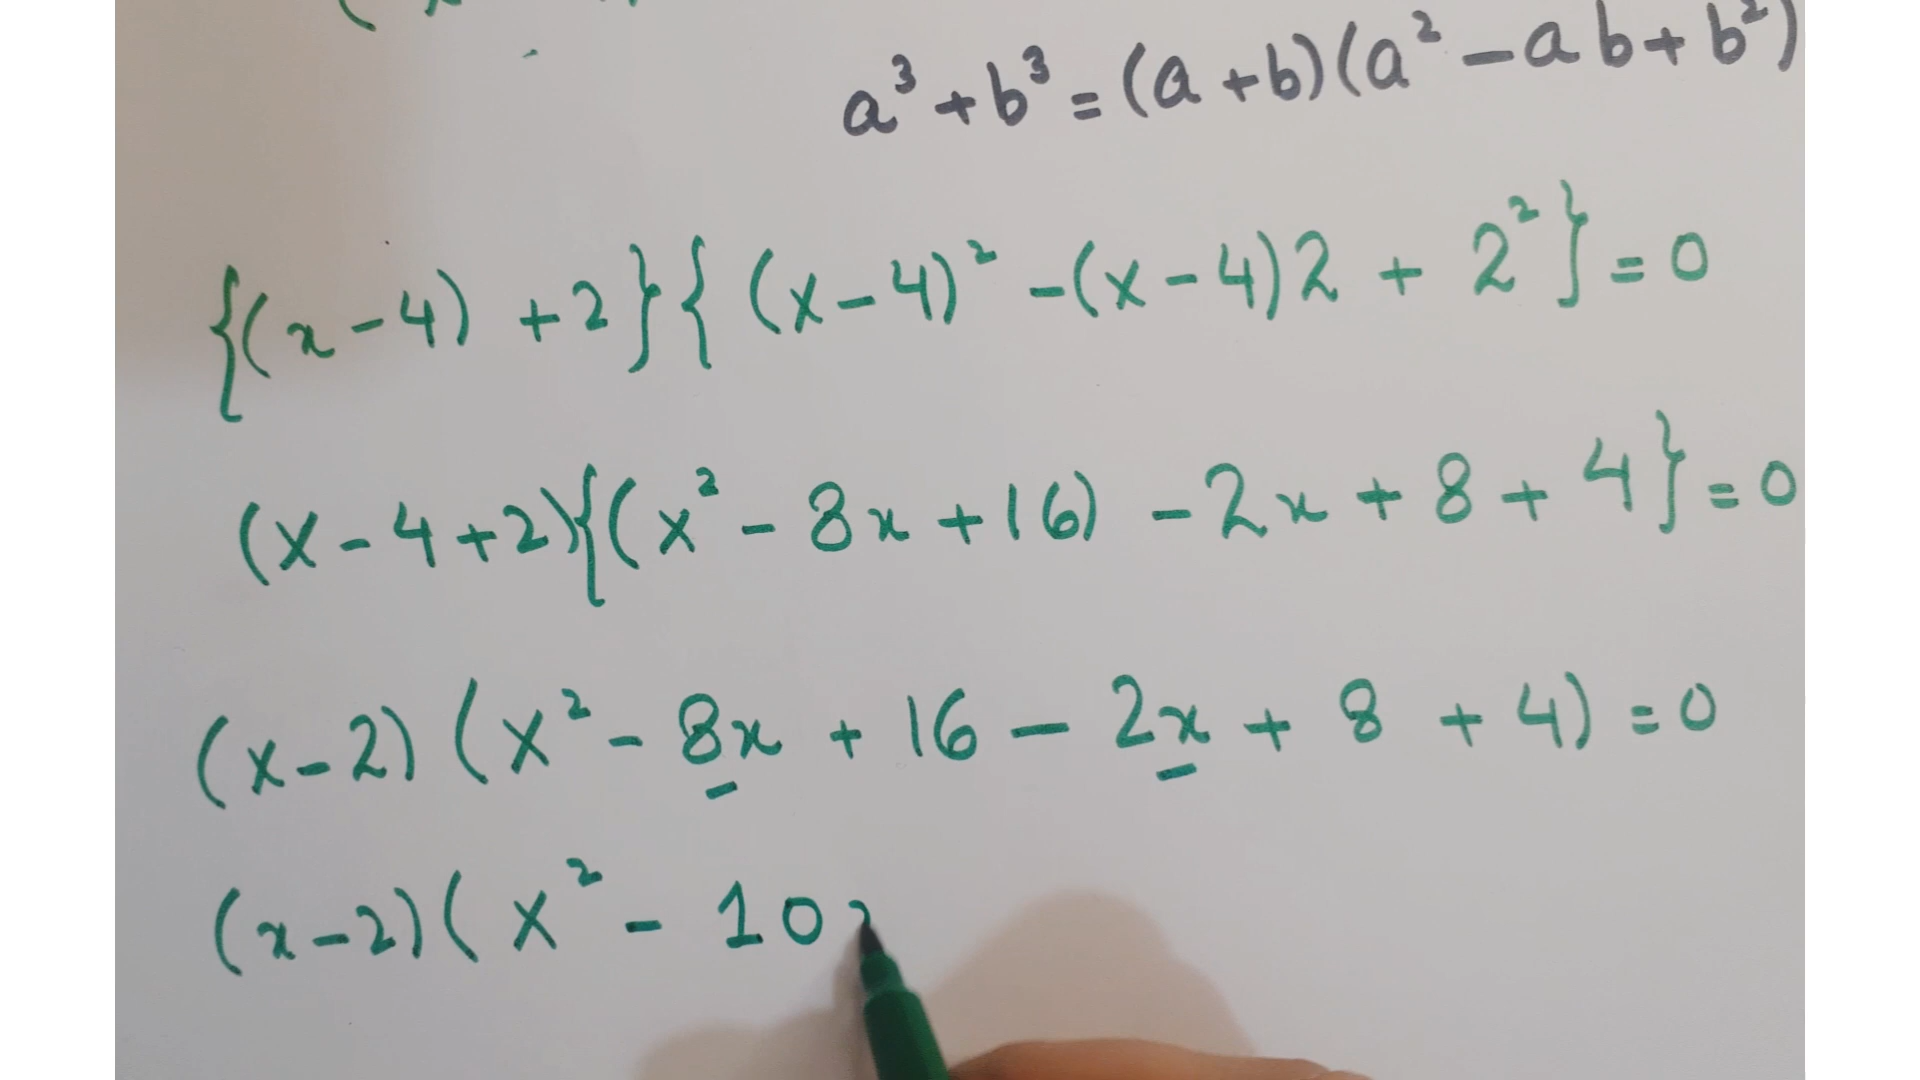 a³ + b³ = (a + b)(a² - ab + b²)
{(x - 4) + 2}{(x - 4)² - (x - 4)2 + 2²} = 0
(x - 4 + 2){(x² - 8x + 16) - 2x + 8 + 4} = 0
(x - 2)(x² - 8x + 16 - 2x + 8 + 4) = 0
(x - 2)(x² - 10